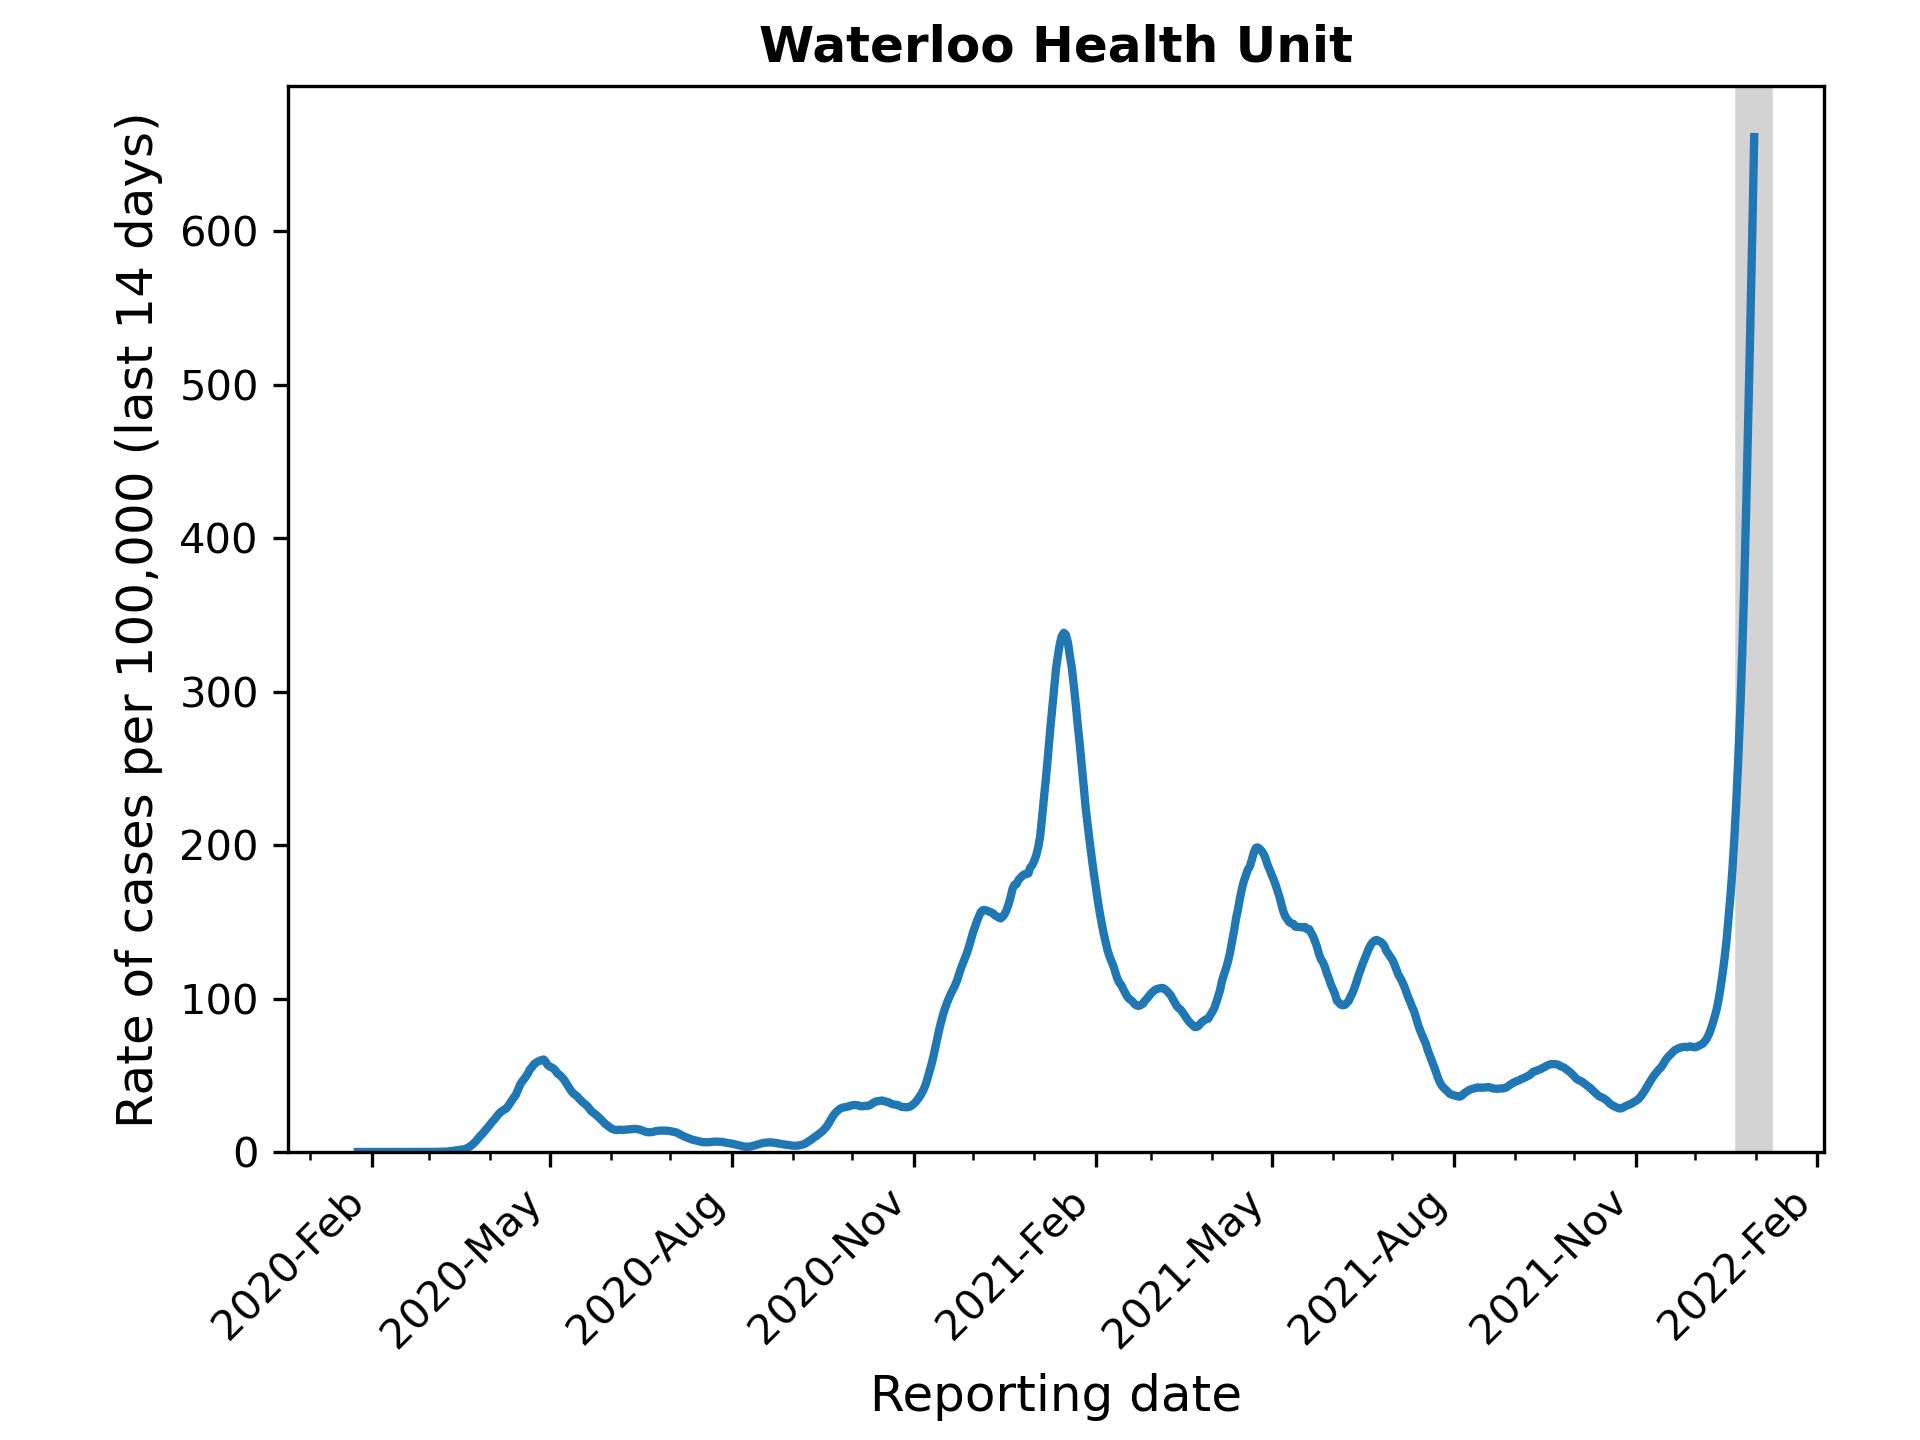 Waterloo Health Unit
Rate of cases per 100,000 (last 14 days)
600
500
400
300
200
100
0
2020-Feb
2020-May
2020-Aug
2020-Nov
2021-Feb
2021-May
2021-Aug
2021-Nov
2022-Feb
Reporting date